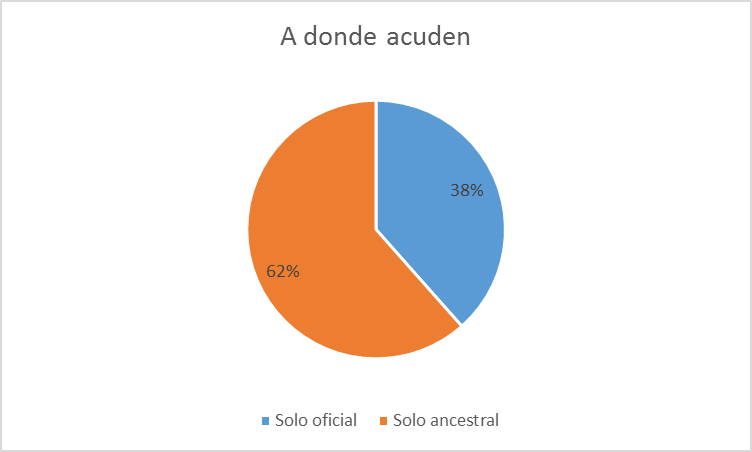 A donde acuden
38%
62%
Solo oficial
Solo ancestral